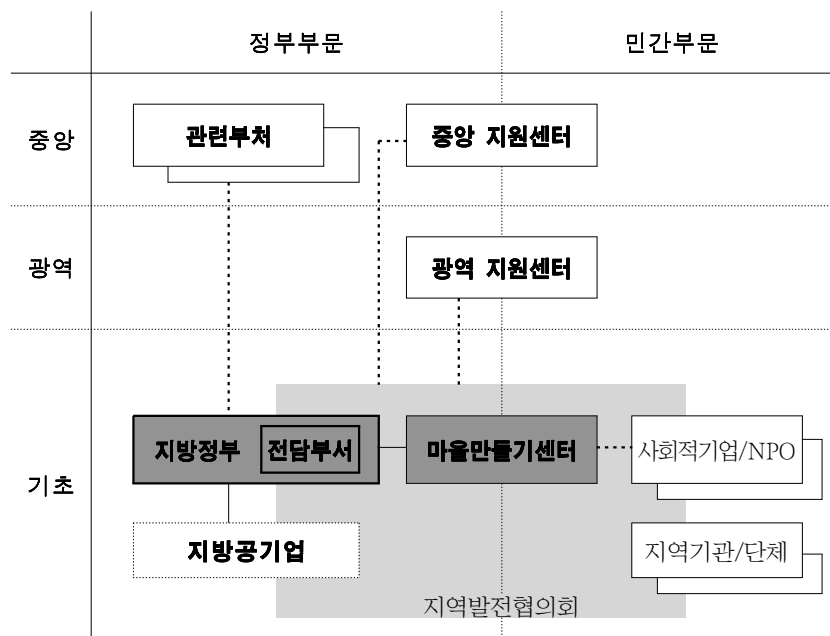 정부부문 민간부문
중앙
관련부처
중앙 지원센터
광역
광역 지원센터
기초
지방정부
전담부서
마을만들기센터
사회적기업/NPO
지방공기업
지역기관/단체
지역발전협의회